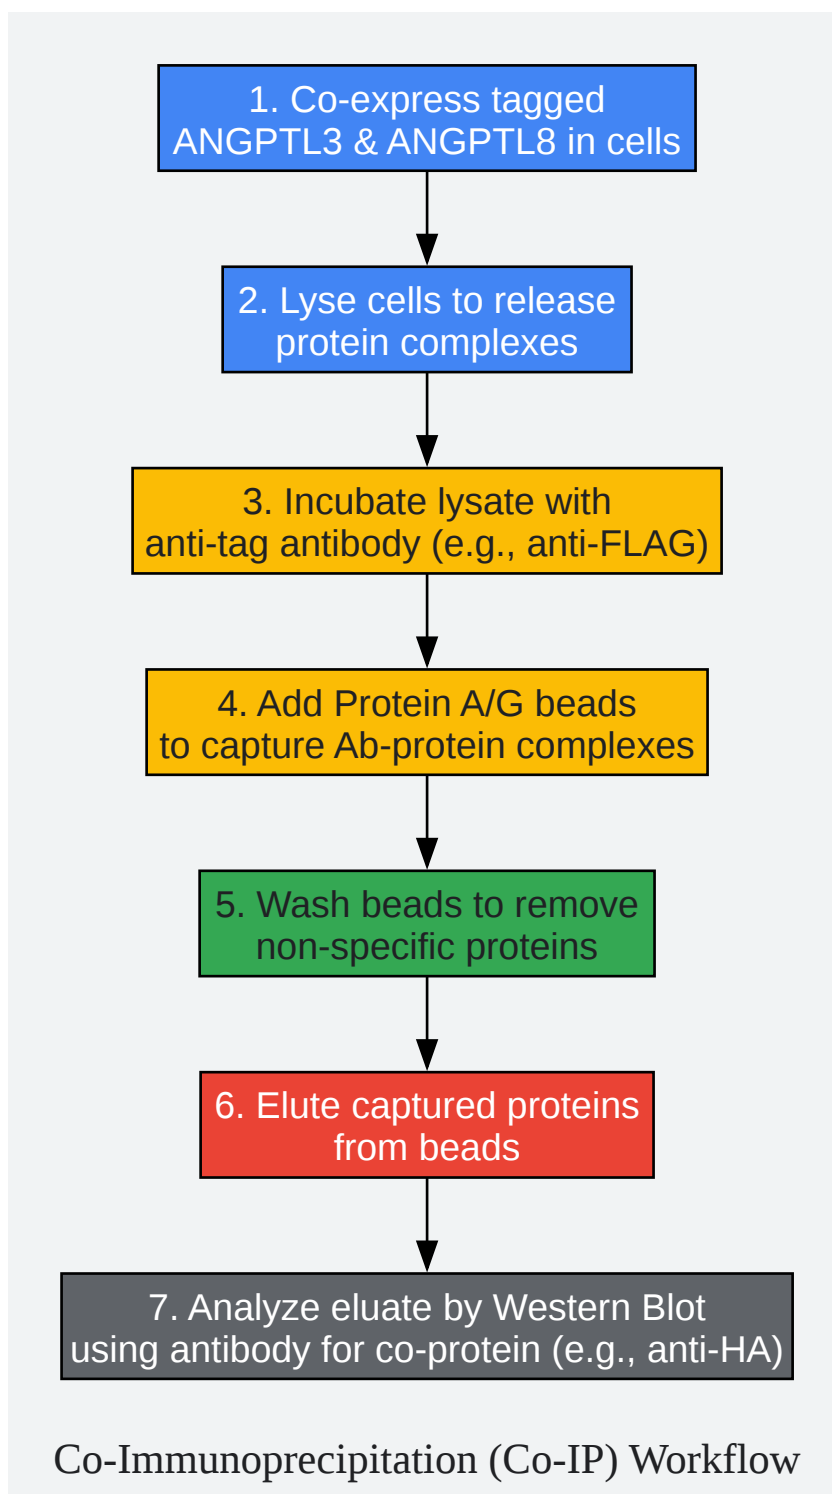 1. Co-express tagged
ANGPTL3 & ANGPTL8 in cells
2. Lyse cells to release
protein complexes
3. Incubate lysate with
anti-tag antibody (e.g., anti-FLAG)
4. Add Protein A/G beads
to capture Ab-protein complexes
5. Wash beads to remove
non-specific proteins
6. Elute captured proteins
from beads
7. Analyze eluate by Western Blot
using antibody for co-protein (e.g., anti-HA)
Co-Immunoprecipitation (Co-IP) Workflow